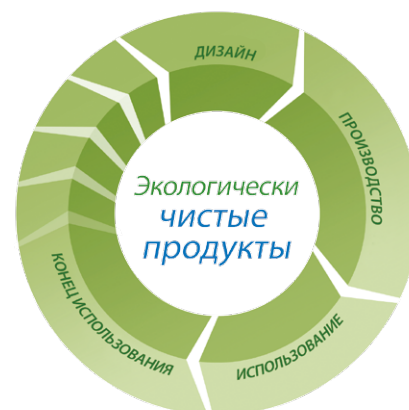 ДИЗАЙН
ПРОИЗВОДСТВО
ИСПОЛЬЗОВАНИЕ
КОНЕЦ ИСПОЛЬЗОВАНИЯ
Экологически
чистые
продукты